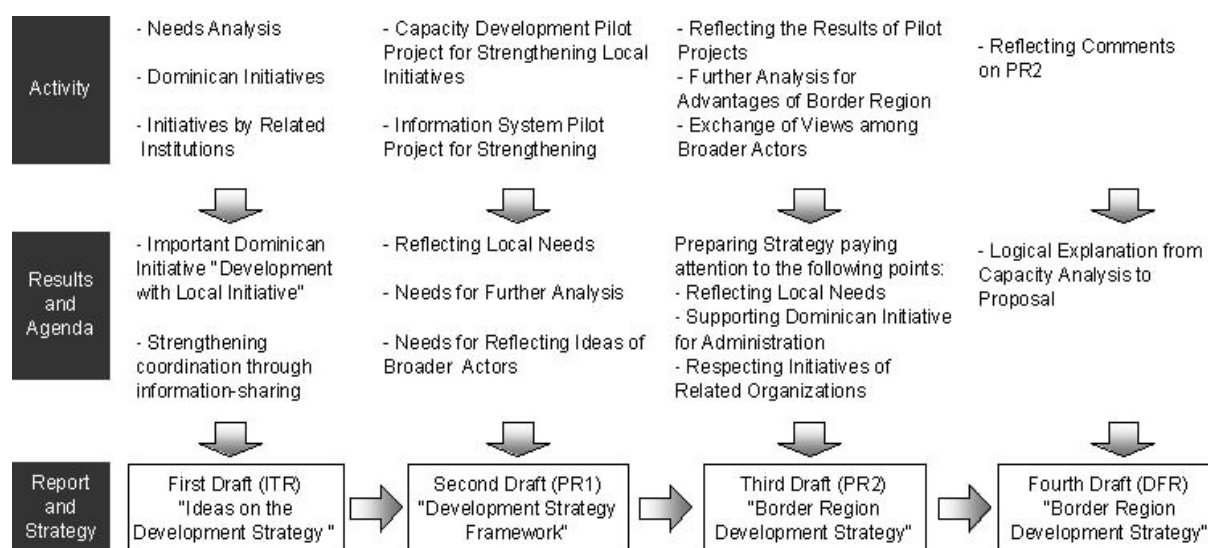 Activity
- Needs Analysis
- Dominican Initiatives
- Initiatives by Related
Institutions
- Capacity Development Pilot
Project for Strengthening Local
Initiatives
- Information System Pilot
Project for Strengthening
- Reflecting the Results of Pilot
Projects
- Further Analysis for
Advantages of Border Region
- Exchange of Views among
Broader Actors
- Reflecting Comments
on PR2
Results
and
Agenda
- Important Dominican
Initiative "Development
with Local Initiative"
- Strengthening
coordination through
information-sharing
- Reflecting Local Needs
- Needs for Further Analysis
- Needs for Reflecting Ideas of
Broader Actors
Preparing Strategy paying
attention to the following points:
- Reflecting Local Needs
- Supporting Dominican Initiative
for Administration
- Respecting Initiatives of
Related Organizations
- Logical Explanation from
Capacity Analysis to
Proposal
Report
and
Strategy
First Draft (ITR)
"Ideas on the
Development Strategy "
Second Draft (PR1)
"Development Strategy
Framework"
Third Draft (PR2)
"Border Region
Development Strategy"
Fourth Draft (DFR)
"Border Region
Development Strategy"